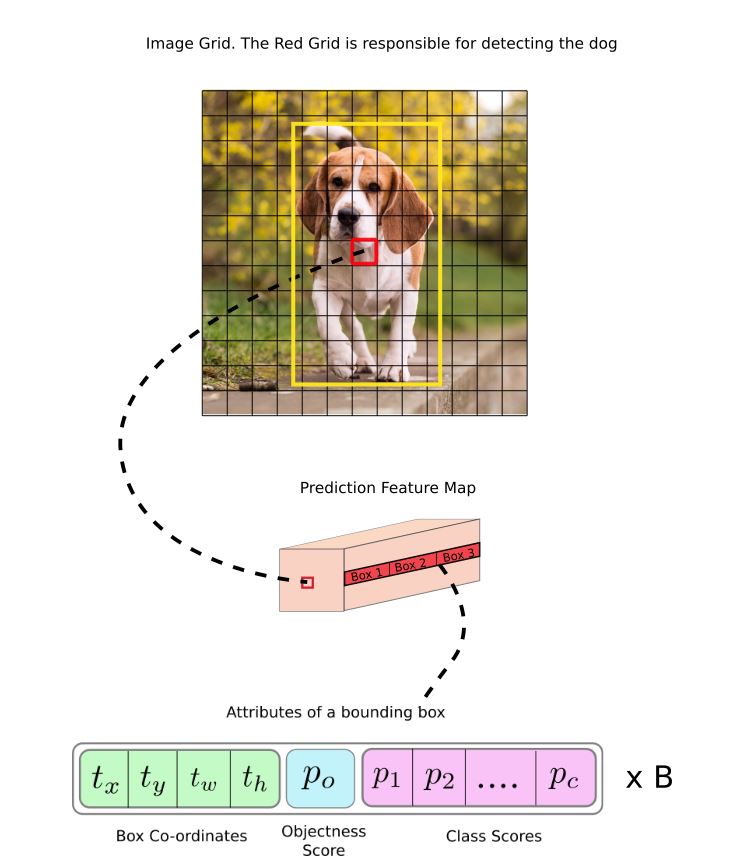 Image Grid. The Red Grid is responsible for detecting the dog
Prediction Feature Map
Box 1 Box 2 Box 3
Attributes of a bounding box
t_x t_y t_w t_h p_o p_1 p_2 .... p_c x B
Box Co-ordinates Objectness Score Class Scores